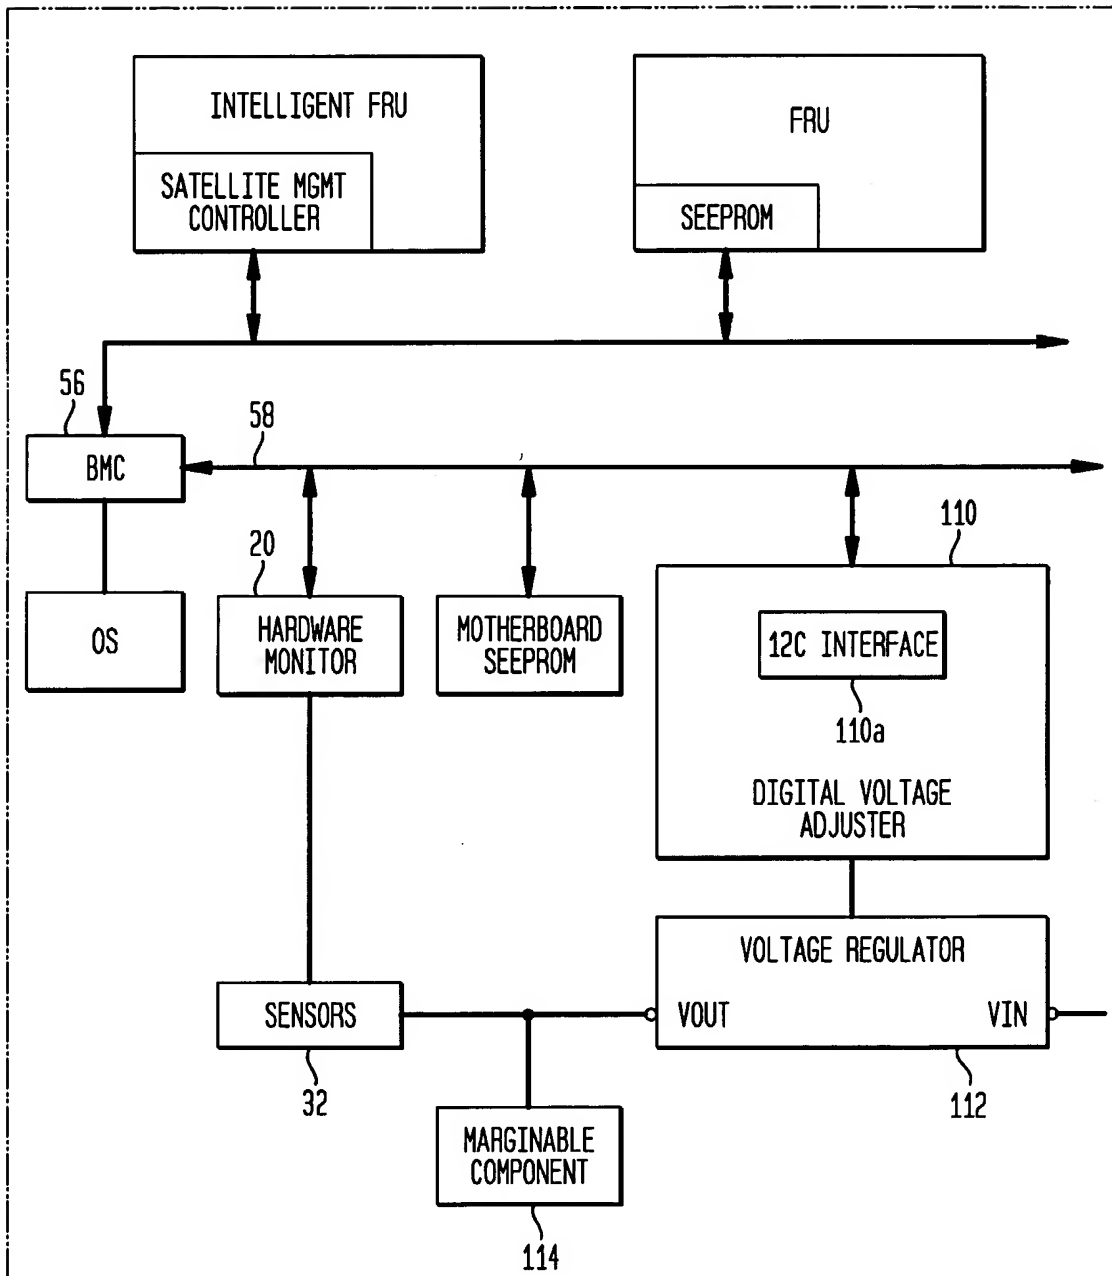 INTELLIGENT FRU
SATELLITE MGMT
CONTROLLER
FRU
SEEPROM
56
BMC
58
OS
20
HARDWARE
MONITOR
MOTHERBOARD
SEEPROM
110
12C INTERFACE
110a
DIGITAL VOLTAGE
ADJUSTER
VOLTAGE REGULATOR
VOUT
VIN
112
SENSORS
32
MARGINABLE
COMPONENT
114